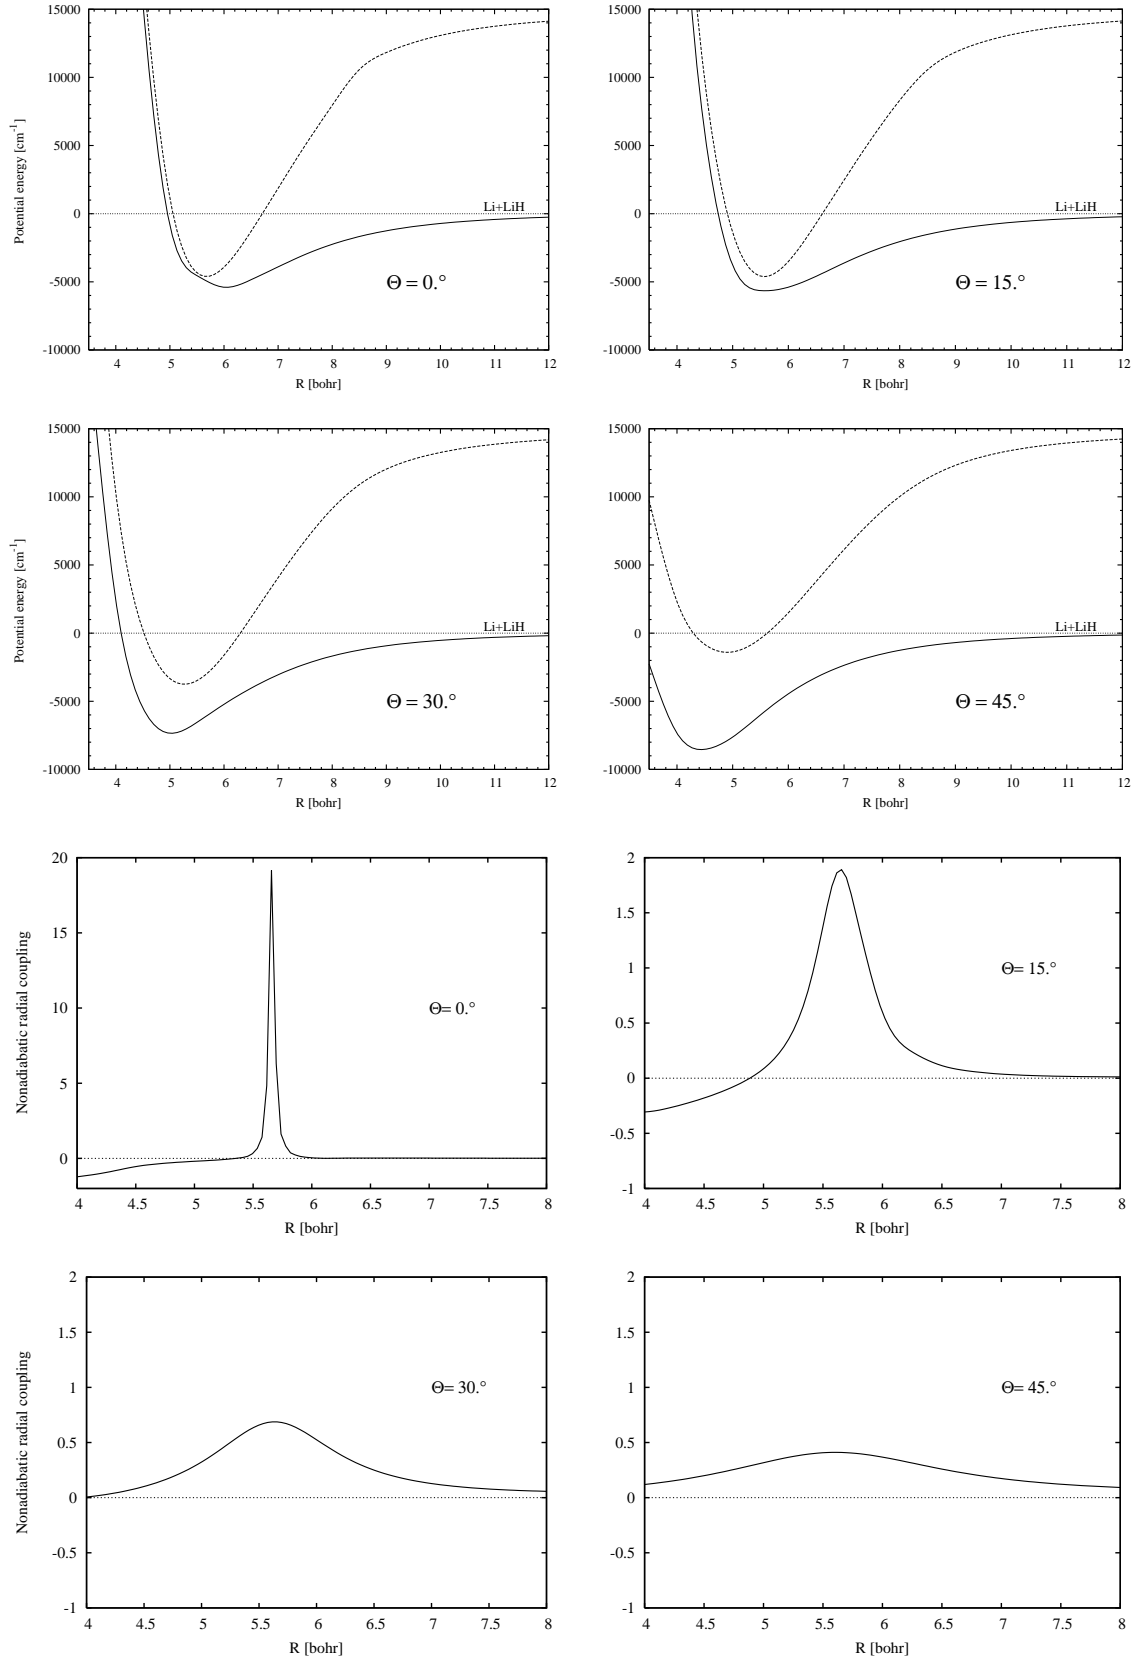 15000
10000
5000
0
-5000
-10000
Potential energy [cm-1]
4 5 6 7 8 9 10 11 12
R [bohr]
Li+LiH
Θ = 0.°
15000
10000
5000
0
-5000
-10000
4 5 6 7 8 9 10 11 12
R [bohr]
Li+LiH
Θ = 15.°
15000
10000
5000
0
-5000
-10000
Potential energy [cm-1]
4 5 6 7 8 9 10 11 12
R [bohr]
Li+LiH
Θ = 30.°
15000
10000
5000
0
-5000
-10000
4 5 6 7 8 9 10 11 12
R [bohr]
Li+LiH
Θ = 45.°
20
15
10
5
0
Nonadiabatic radial coupling
4 4.5 5 5.5 6 6.5 7 7.5 8
R [bohr]
Θ= 0.°
2
1.5
1
0.5
0
-0.5
-1
4 4.5 5 5.5 6 6.5 7 7.5 8
R [bohr]
Θ= 15.°
2
1.5
1
0.5
0
-0.5
-1
Nonadiabatic radial coupling
4 4.5 5 5.5 6 6.5 7 7.5 8
R [bohr]
Θ= 30.°
2
1.5
1
0.5
0
-0.5
-1
4 4.5 5 5.5 6 6.5 7 7.5 8
R [bohr]
Θ= 45.°